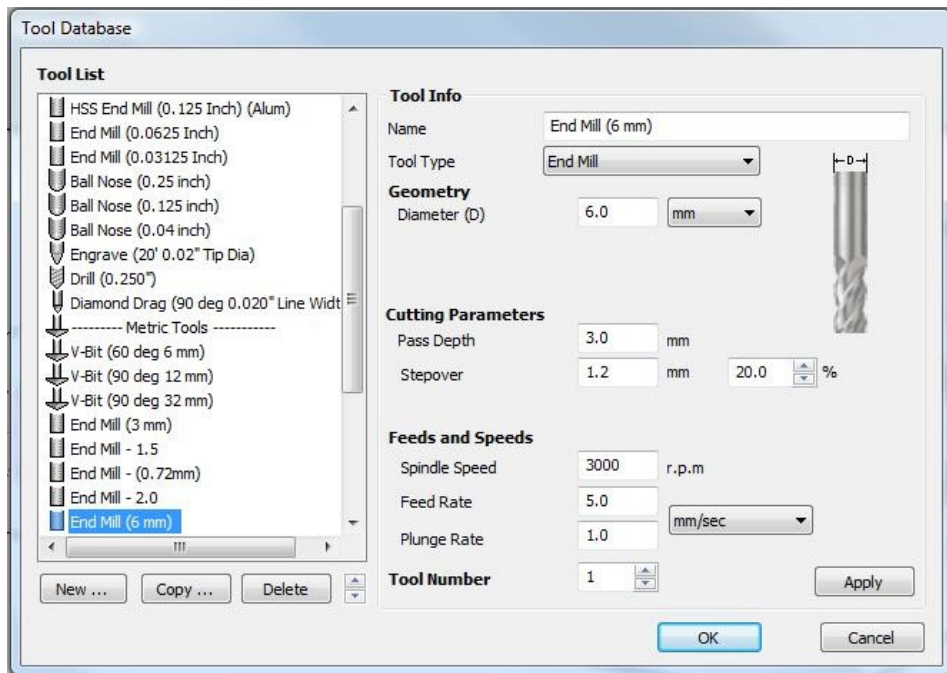 Tool Database
Tool List
HSS End Mill (0.125 Inch) (Alum)
End Mill (0.0625 Inch)
End Mill (0.03125 Inch)
Ball Nose (0.25 inch)
Ball Nose (0.125 inch)
Ball Nose (0.04 inch)
Engrave (20' 0.02" Tip Dia)
Drill (0.250")
Diamond Drag (90 deg 0.020" Line Widt
--------- Metric Tools -----------
V-Bit (60 deg 6 mm)
V-Bit (90 deg 12 mm)
V-Bit (90 deg 32 mm)
End Mill (3 mm)
End Mill - 1.5
End Mill - (0.72mm)
End Mill - 2.0
End Mill (6 mm)
New ... Copy ... Delete
Tool Info
Name End Mill (6 mm)
Tool Type End Mill
D
Geometry
Diameter (D) 6.0 mm
Cutting Parameters
Pass Depth 3.0 mm
Stepover 1.2 mm 20.0 %
Feeds and Speeds
Spindle Speed 3000 r.p.m
Feed Rate 5.0
mm/sec
Plunge Rate 1.0
Tool Number 1
Apply
OK Cancel